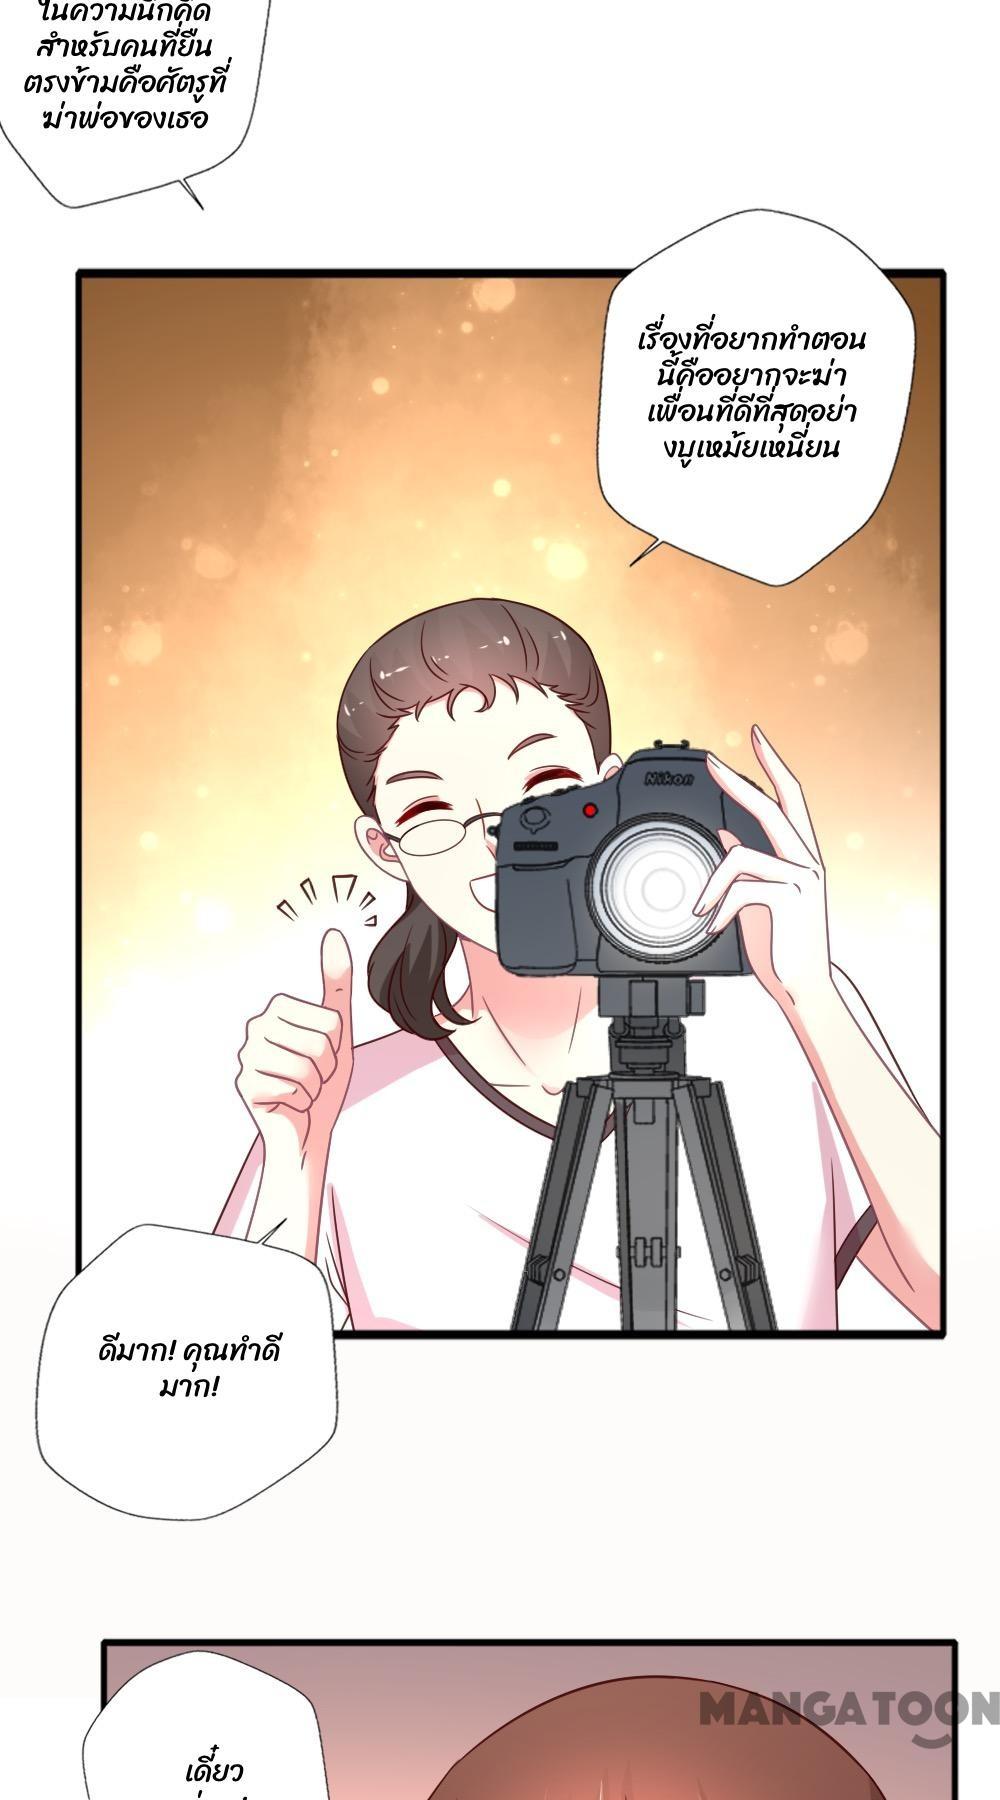 ในความนึกคิด
สำหรับคนที่ยืน
ตรงข้ามคือศัตรูที่
ฆ่าพ่อของเธอ
เรื่องที่อยากทำตอน
นี้คืออยากจะฆ่า
เพื่อนที่ดีที่สุดอย่า
งบูเหม้ยเหนี่ยน
Nikon
ดีมาก! คุณทำดี
มาก!
MANGATOON
เดี๋ยว